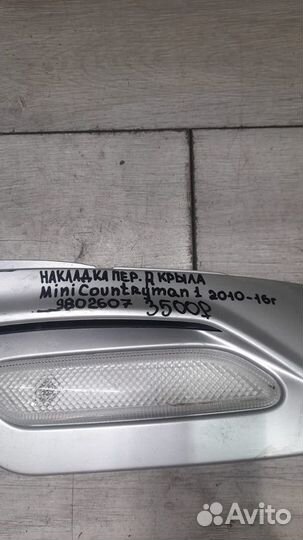 НАКЛАДКА ПЕР. П КРЫЛА
Mini Countryman 1 2010-16г
9802607 3500₽
Avito